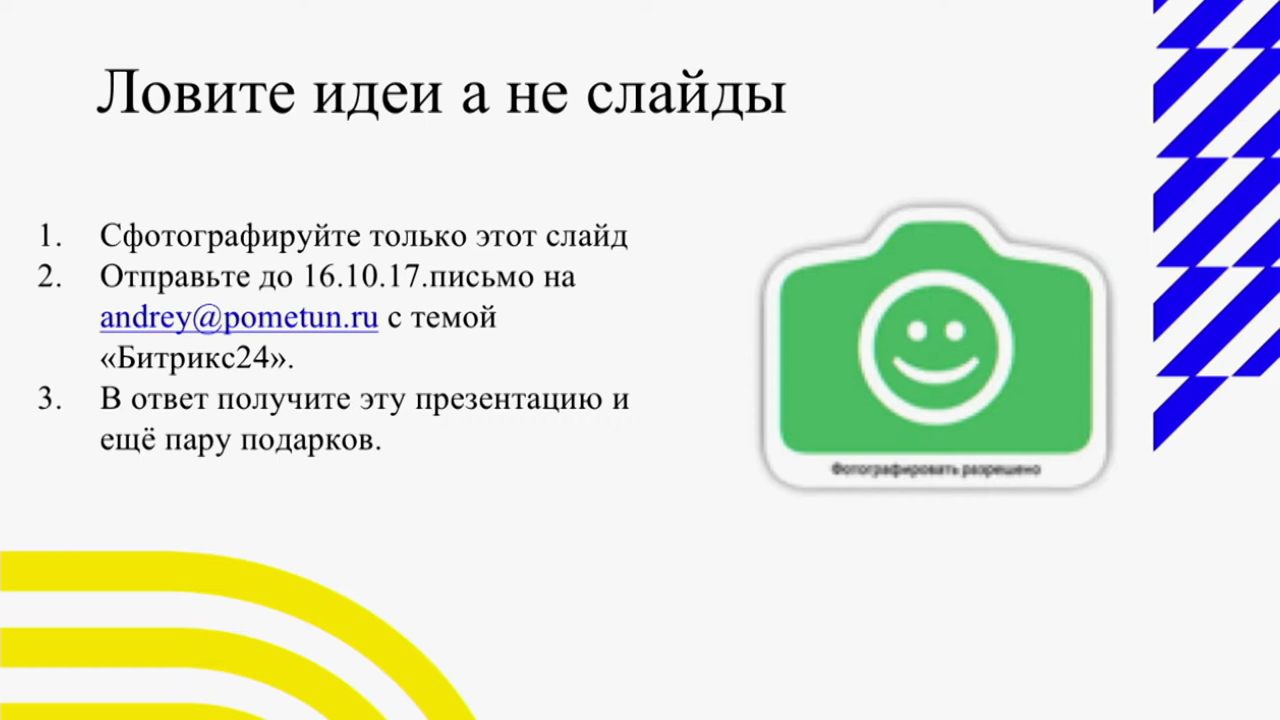 Ловите идеи а не слайды
1. Сфотографируйте только этот слайд
2. Отправьте до 16.10.17.письмо на
andrey@pometun.ru с темой
«Битрикс24».
3. В ответ получите эту презентацию и
ещё пару подарков.
Фотографировать разрешено